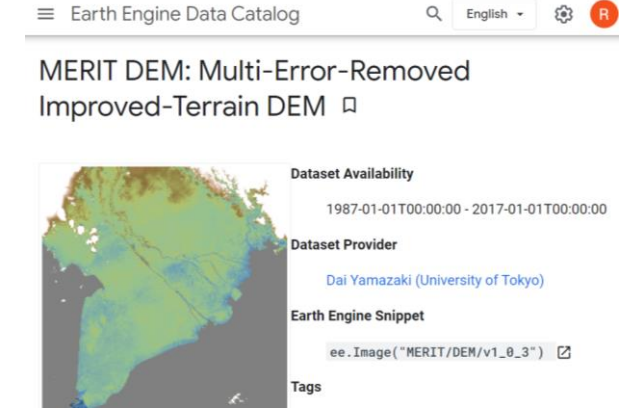 Earth Engine Data Catalog
English
R
MERIT DEM: Multi-Error-Removed
Improved-Terrain DEM
Dataset Availability
1987-01-01T00:00:00 - 2017-01-01T00:00:00
Dataset Provider
Dai Yamazaki (University of Tokyo)
Earth Engine Snippet
ee.Image("MERIT/DEM/v1_0_3")
Tags